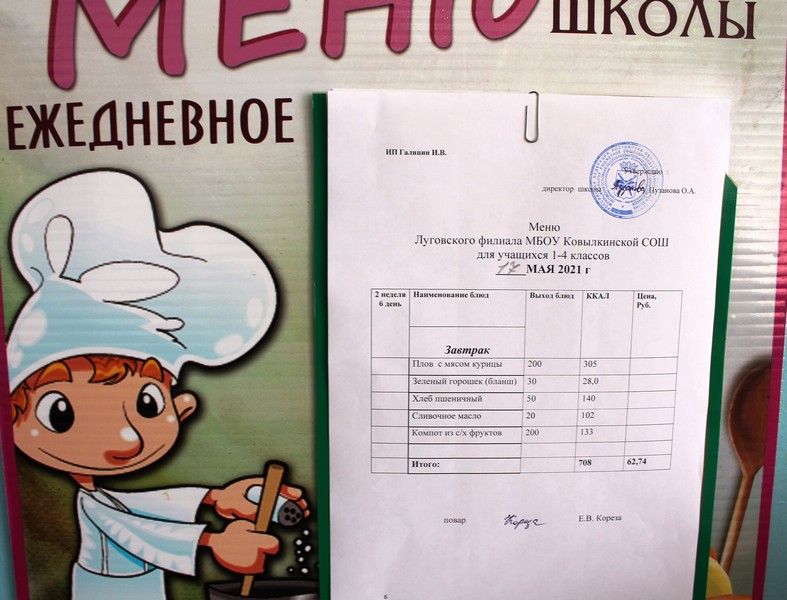 МЕНЮ
ШКОЛЫ
ЕЖЕДНЕВНОЕ
ИП Галицин И.В.
Утверждаю :
директор школы Пузанова О.А.
Меню
Луговского филиала МБОУ Ковылкинской СОШ
для учащихся 1-4 классов
17 МАЯ 2021 г
2 неделя 6 день Наименование блюд Выход блюд ККАЛ Цена, Руб.
Завтрак
Плов с мясом курицы 200 305
Зеленый горошек (бланш) 30 28,0
Хлеб пшеничный 50 140
Сливочное масло 20 102
Компот из с/х фруктов 200 133
Итого: 708 62,74
повар Е.В. Кореза